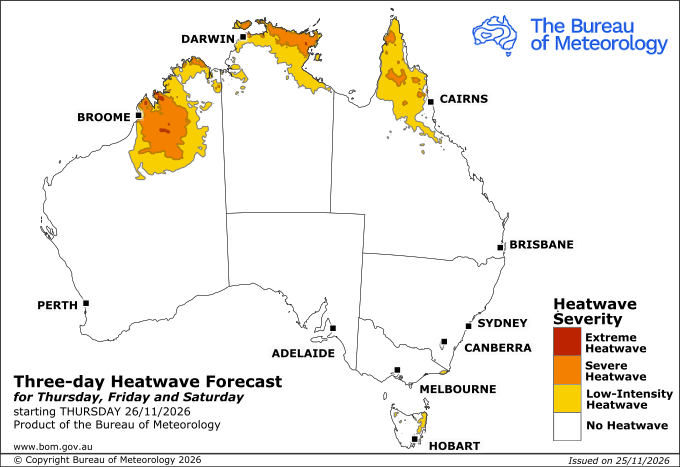 The Bureau
of Meteorology
DARWIN
CAIRNS
BROOME
BRISBANE
PERTH
SYDNEY
ADELAIDE
CANBERRA
MELBOURNE
HOBART
Heatwave
Severity
Extreme
Heatwave
Severe
Heatwave
Low-Intensity
Heatwave
No Heatwave
Three-day Heatwave Forecast
for Thursday, Friday and Saturday
starting THURSDAY 26/11/2026
Product of the Bureau of Meteorology
www.bom.gov.au
© Copyright Bureau of Meteorology 2026
Issued on 25/11/2026